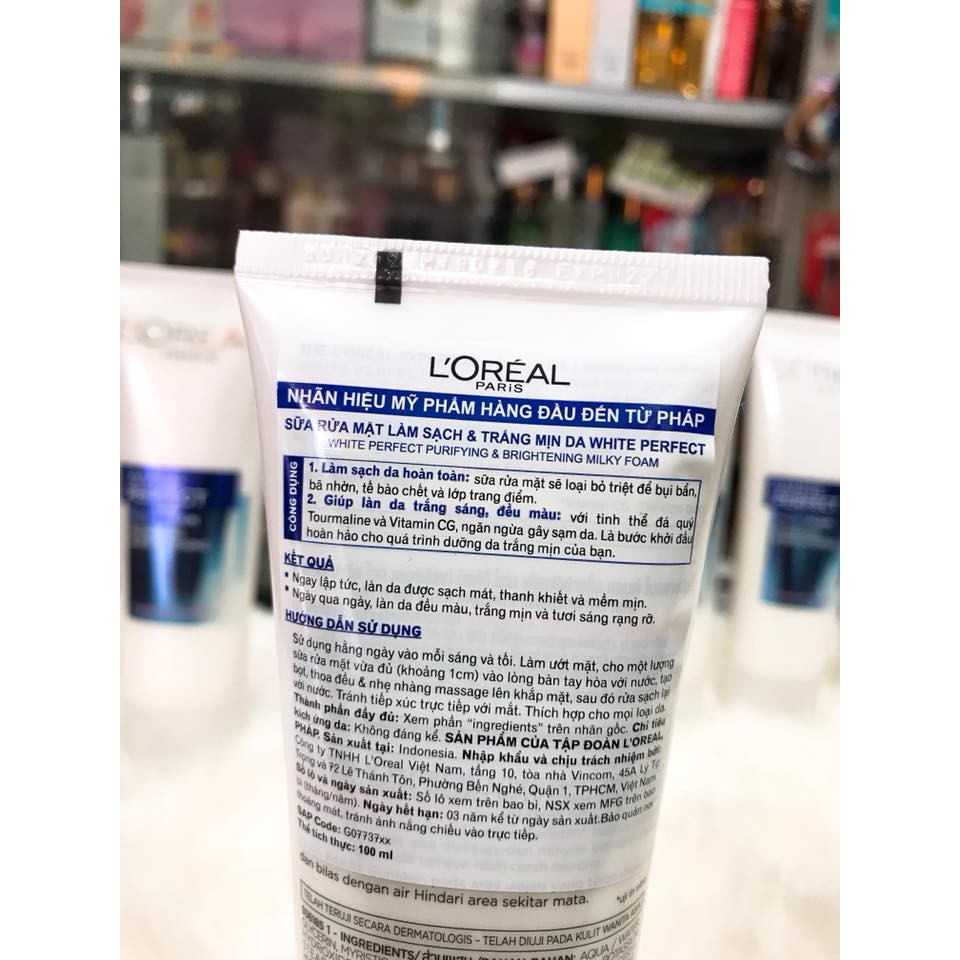 L'ORÉAL
PARIS
NHÃN HIỆU MỸ PHẨM HÀNG ĐẦU ĐẾN TỪ PHÁP
SỮA RỬA MẶT LÀM SẠCH & TRẮNG MỊN DA WHITE PERFECT
WHITE PERFECT PURIFYING & BRIGHTENING MILKY FOAM
CÔNG DỤNG
1. Làm sạch da hoàn toàn: sữa rửa mặt sẽ loại bỏ triệt để bụi bẩn,
bã nhờn, tế bào chết và lớp trang điểm.
2. Giúp làn da trắng sáng, đều màu: với tinh thể đá quý
Tourmaline và Vitamin CG, ngăn ngừa gây sạm da. Là bước khởi đầu
hoàn hảo cho quá trình dưỡng da trắng mịn của bạn.
KẾT QUẢ
* Ngay lập tức, làn da được sạch mát, thanh khiết và mềm mịn.
* Ngày qua ngày, làn da đều màu, trắng mịn và tươi sáng rạng rỡ.
HƯỚNG DẪN SỬ DỤNG
Sử dụng hằng ngày vào mỗi sáng và tối. Làm ướt mặt, cho một lượng
sữa rửa mặt vừa đủ (khoảng 1cm) vào lòng bàn tay hòa với nước, tạo
bọt, thoa đều & nhẹ nhàng massage lên khắp mặt, sau đó rửa sạch lại
với nước. Tránh tiếp xúc trực tiếp với mắt. Thích hợp cho mọi loại da.
Thành phần đầy đủ: Xem phần "ingredients" trên nhãn gốc. Chỉ tiêu
kích ứng da: Không đáng kể. SẢN PHẨM CỦA TẬP ĐOÀN L'OREAL,
PHÁP. Sản xuất tại: Indonesia. Nhập khẩu và chịu trách nhiệm bởi:
Công ty TNHH L'Oreal Việt Nam, tầng 10, tòa nhà Vincom, 45A Lý Tự
Trọng và 72 Lê Thánh Tôn, Phường Bến Nghé, Quận 1, TPHCM, Việt Nam.
Số lô và ngày sản xuất: Số lô xem trên bao bì, NSX xem MFG trên bao
bì (tháng/năm). Ngày hết hạn: 03 năm kể từ ngày sản xuất.Bảo quản nơi
thoáng mát, tránh ánh nắng chiếu vào trực tiếp.
SAP Code: G07737xx
Thể tích thực: 100 ml
dan bilas dengan air Hindari area sekitar mata.
TELAH TERUJI SECARA DERMATOLOGIS - TELAH DIUJI PADA KULIT WANITA
1 - INGREDIENTS/ส่วนผสม
GLYCERIN,